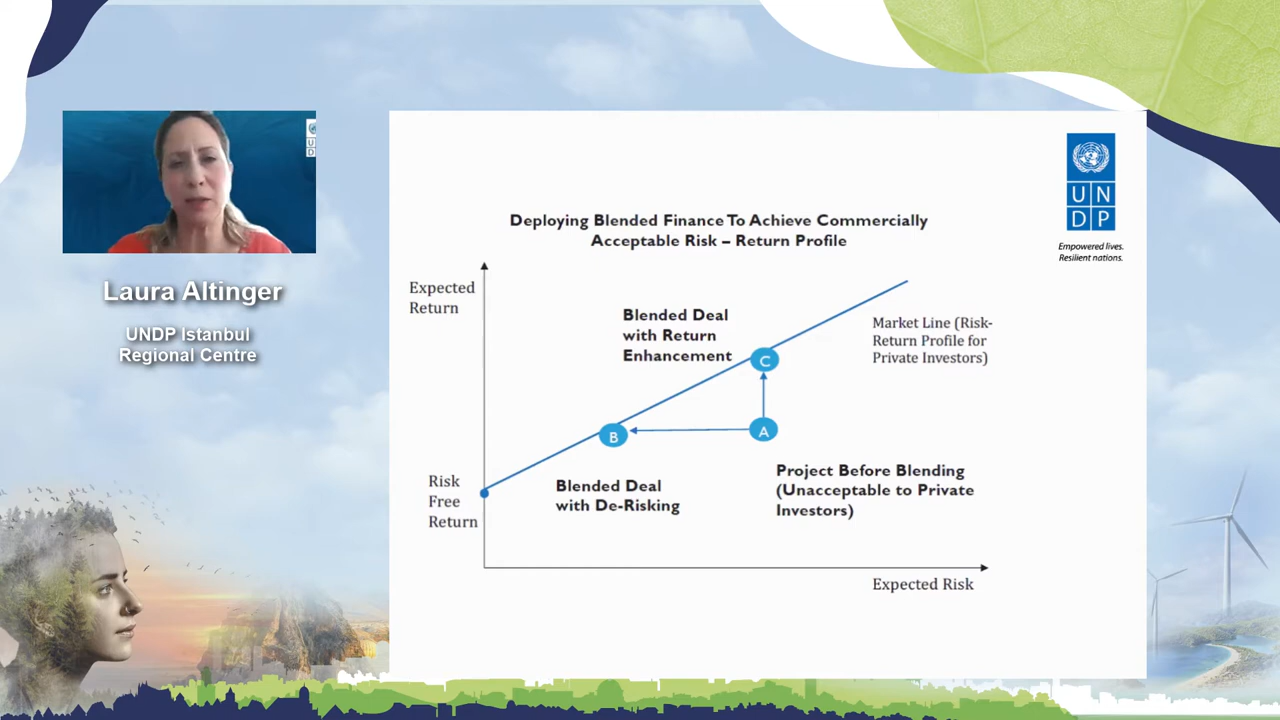 Laura Altinger
UNDP Istanbul
Regional Centre
U N
D P
Empowered lives.
Resilient nations.
Deploying Blended Finance To Achieve Commercially
Acceptable Risk – Return Profile
Expected
Return
Blended Deal
with Return
Enhancement
Market Line (Risk-
Return Profile for
Private Investors)
C
B
A
Risk
Free
Return
Blended Deal
with De-Risking
Project Before Blending
(Unacceptable to Private
Investors)
Expected Risk